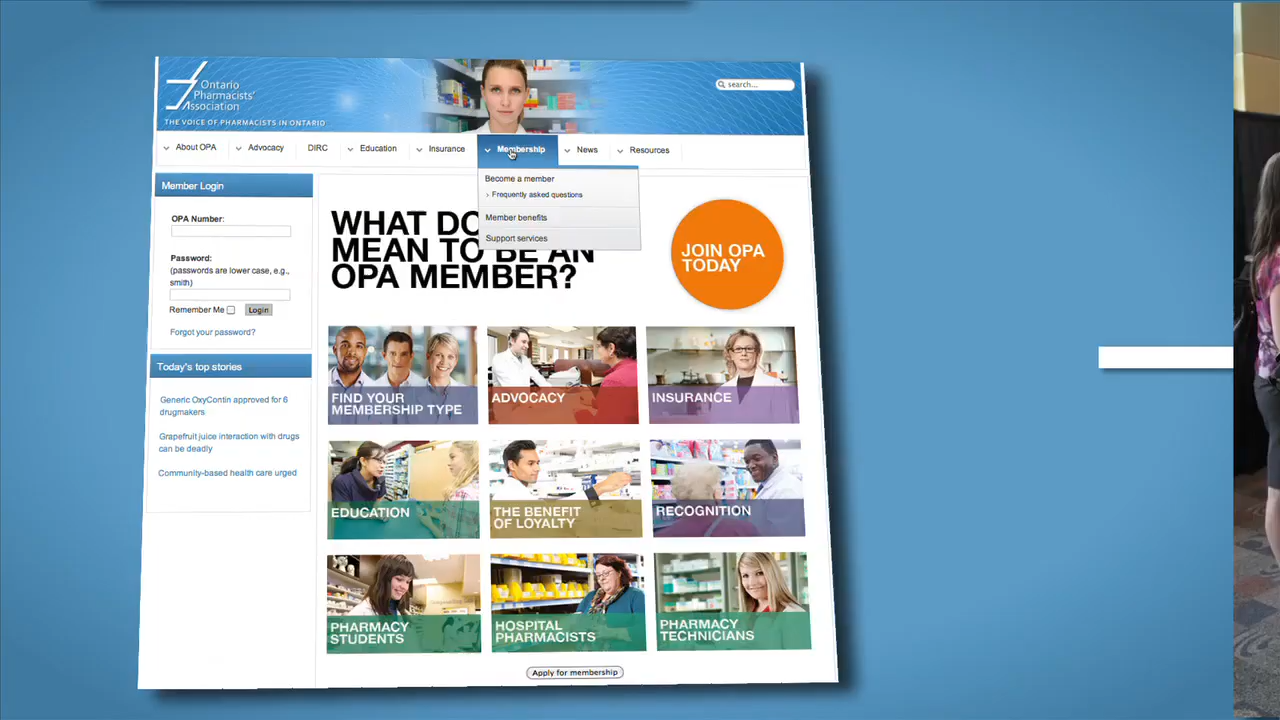 Ontario
Pharmacists'
Association
THE VOICE OF PHARMACISTS IN ONTARIO
search...
About OPA
Advocacy
DIRC
Education
Insurance
Membership
News
Resources
Become a member
Frequently asked questions
Member benefits
Support services
Member Login
OPA Number:
Password:
(passwords are lower case, e.g.,
smith)
Remember Me
Login
Forgot your password?
Today's top stories
Generic OxyContin approved for 6
drugmakers
Grapefruit juice interaction with drugs
can be deadly
Community-based health care urged
WHAT DO
MEAN TO BE AN
OPA MEMBER?
JOIN OPA
TODAY
FIND YOUR
MEMBERSHIP TYPE
ADVOCACY
INSURANCE
EDUCATION
THE BENEFIT
OF LOYALTY
RECOGNITION
PHARMACY
STUDENTS
HOSPITAL
PHARMACISTS
PHARMACY
TECHNICIANS
Apply for membership